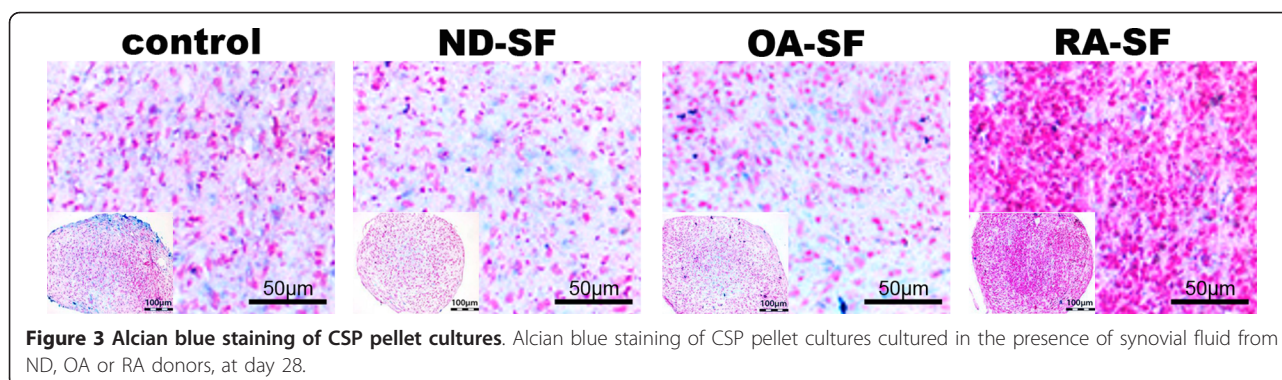 control ND-SF OA-SF RA-SF
50µm 50µm 50µm 50µm
100µm 100µm 100µm 100µm
Figure 3 Alcian blue staining of CSP pellet cultures. Alcian blue staining of CSP pellet cultures cultured in the presence of synovial fluid from
ND, OA or RA donors, at day 28.